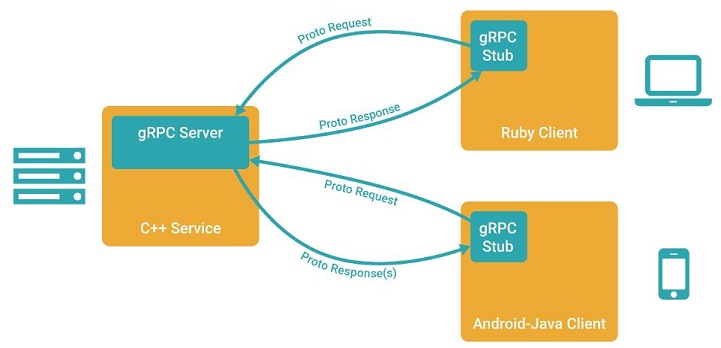 Proto Request
gRPC
Stub
Ruby Client
Proto Response
gRPC Server
C++ Service
Proto Request
gRPC
Stub
Proto Response(s)
Android-Java Client